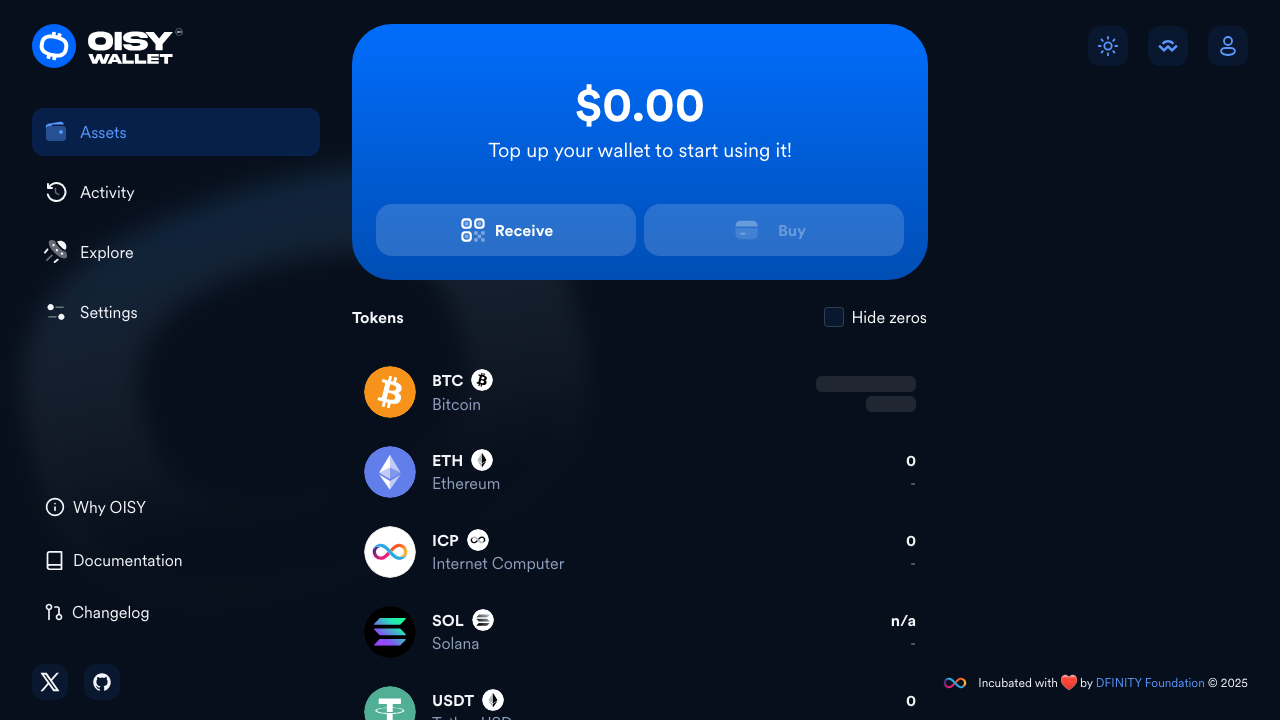 OISY
WALLET
Assets
Activity
Explore
Settings
Why OISY
Documentation
Changelog
$0.00
Top up your wallet to start using it!
Receive
Buy
Tokens
Hide zeros
BTC
Bitcoin
ETH
0
Ethereum
-
ICP
0
Internet Computer
-
SOL
n/a
Solana
-
USDT
0
Tether USD
Incubated with ❤️ by DFINITY Foundation © 2025